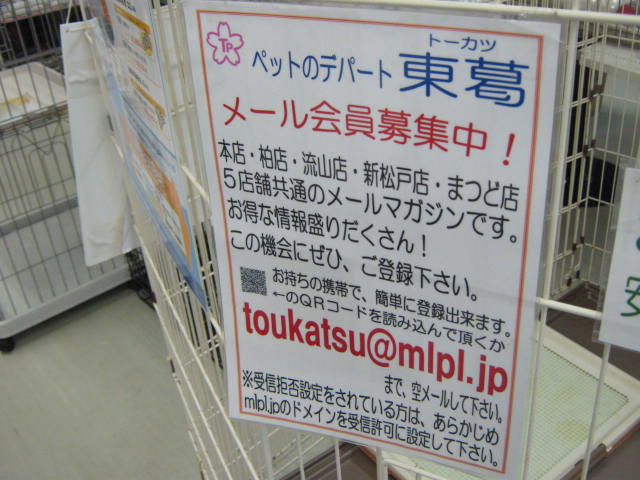 TP
トーカツ
ペットのデパート 東葛
メール会員募集中！
本店・柏店・流山店・新松戸店・まつど店
5店舗共通のメールマガジンです。
お得な情報盛りだくさん！
この機会にぜひ、ご登録下さい。
お持ちの携帯で、簡単に登録出来ます。
←のQRコードを読み込んで頂くか
toukatsu@mlpl.jp
まで、空メールして下さい。
※受信拒否設定をされている方は、あらかじめ
mlpl.jpのドメインを受信許可に設定して下さい。
安